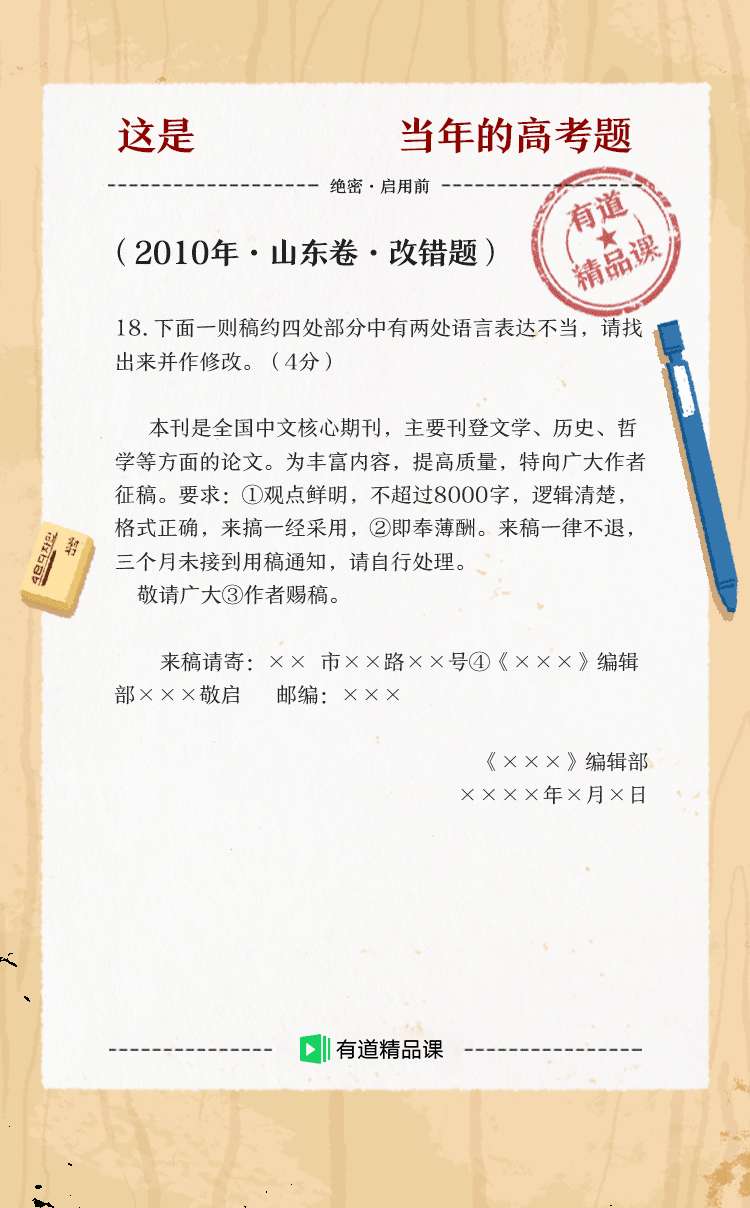 这是 当年的高考题
绝密·启用前
有道
精品课
（2010年·山东卷·改错题）
18.下面一则稿约四处部分中有两处语言表达不当，请找
出来并作修改。（4分）
本刊是全国中文核心期刊，主要刊登文学、历史、哲
学等方面的论文。为丰富内容，提高质量，特向广大作者
征稿。要求：①观点鲜明，不超过8000字，逻辑清楚，
格式正确，来搞一经采用，②即奉薄酬。来稿一律不退，
三个月未接到用稿通知，请自行处理。
敬请广大③作者赐稿。
来稿请寄：×× 市××路××号④《×××》编辑
部×××敬启 邮编：×××
《×××》编辑部
××××年×月×日
有道精品课